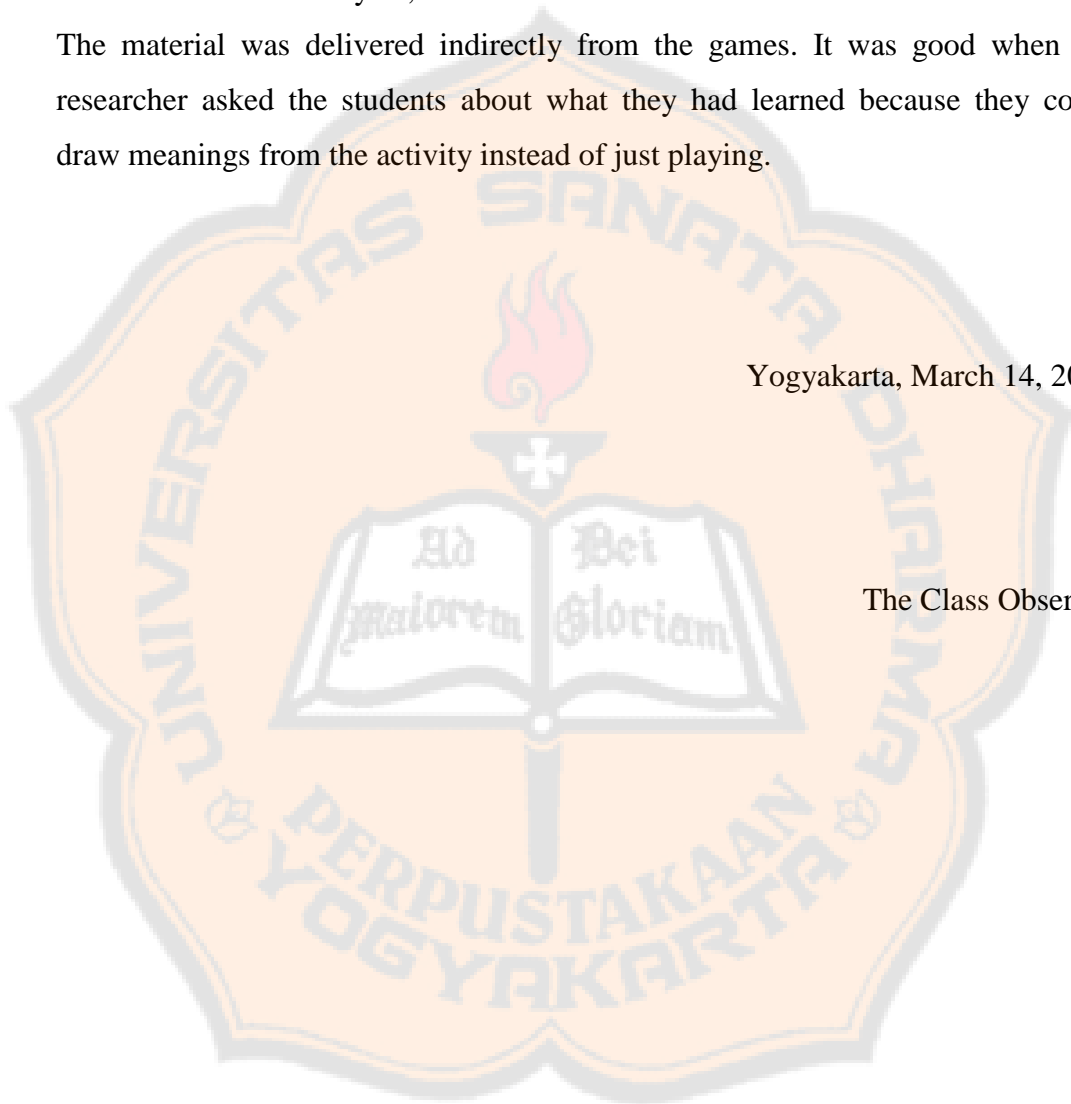 The material was delivered indirectly from the games. It was good when
researcher asked the students about what they had learned because they co
draw meanings from the activity instead of just playing.
UNIVERSITAS SANATA DHARMA
Yogyakarta, March 14, 20
Ad Dei
maiorem Gloriam
The Class Obser
PERPUSTAKAAN
YOGYAKARTA